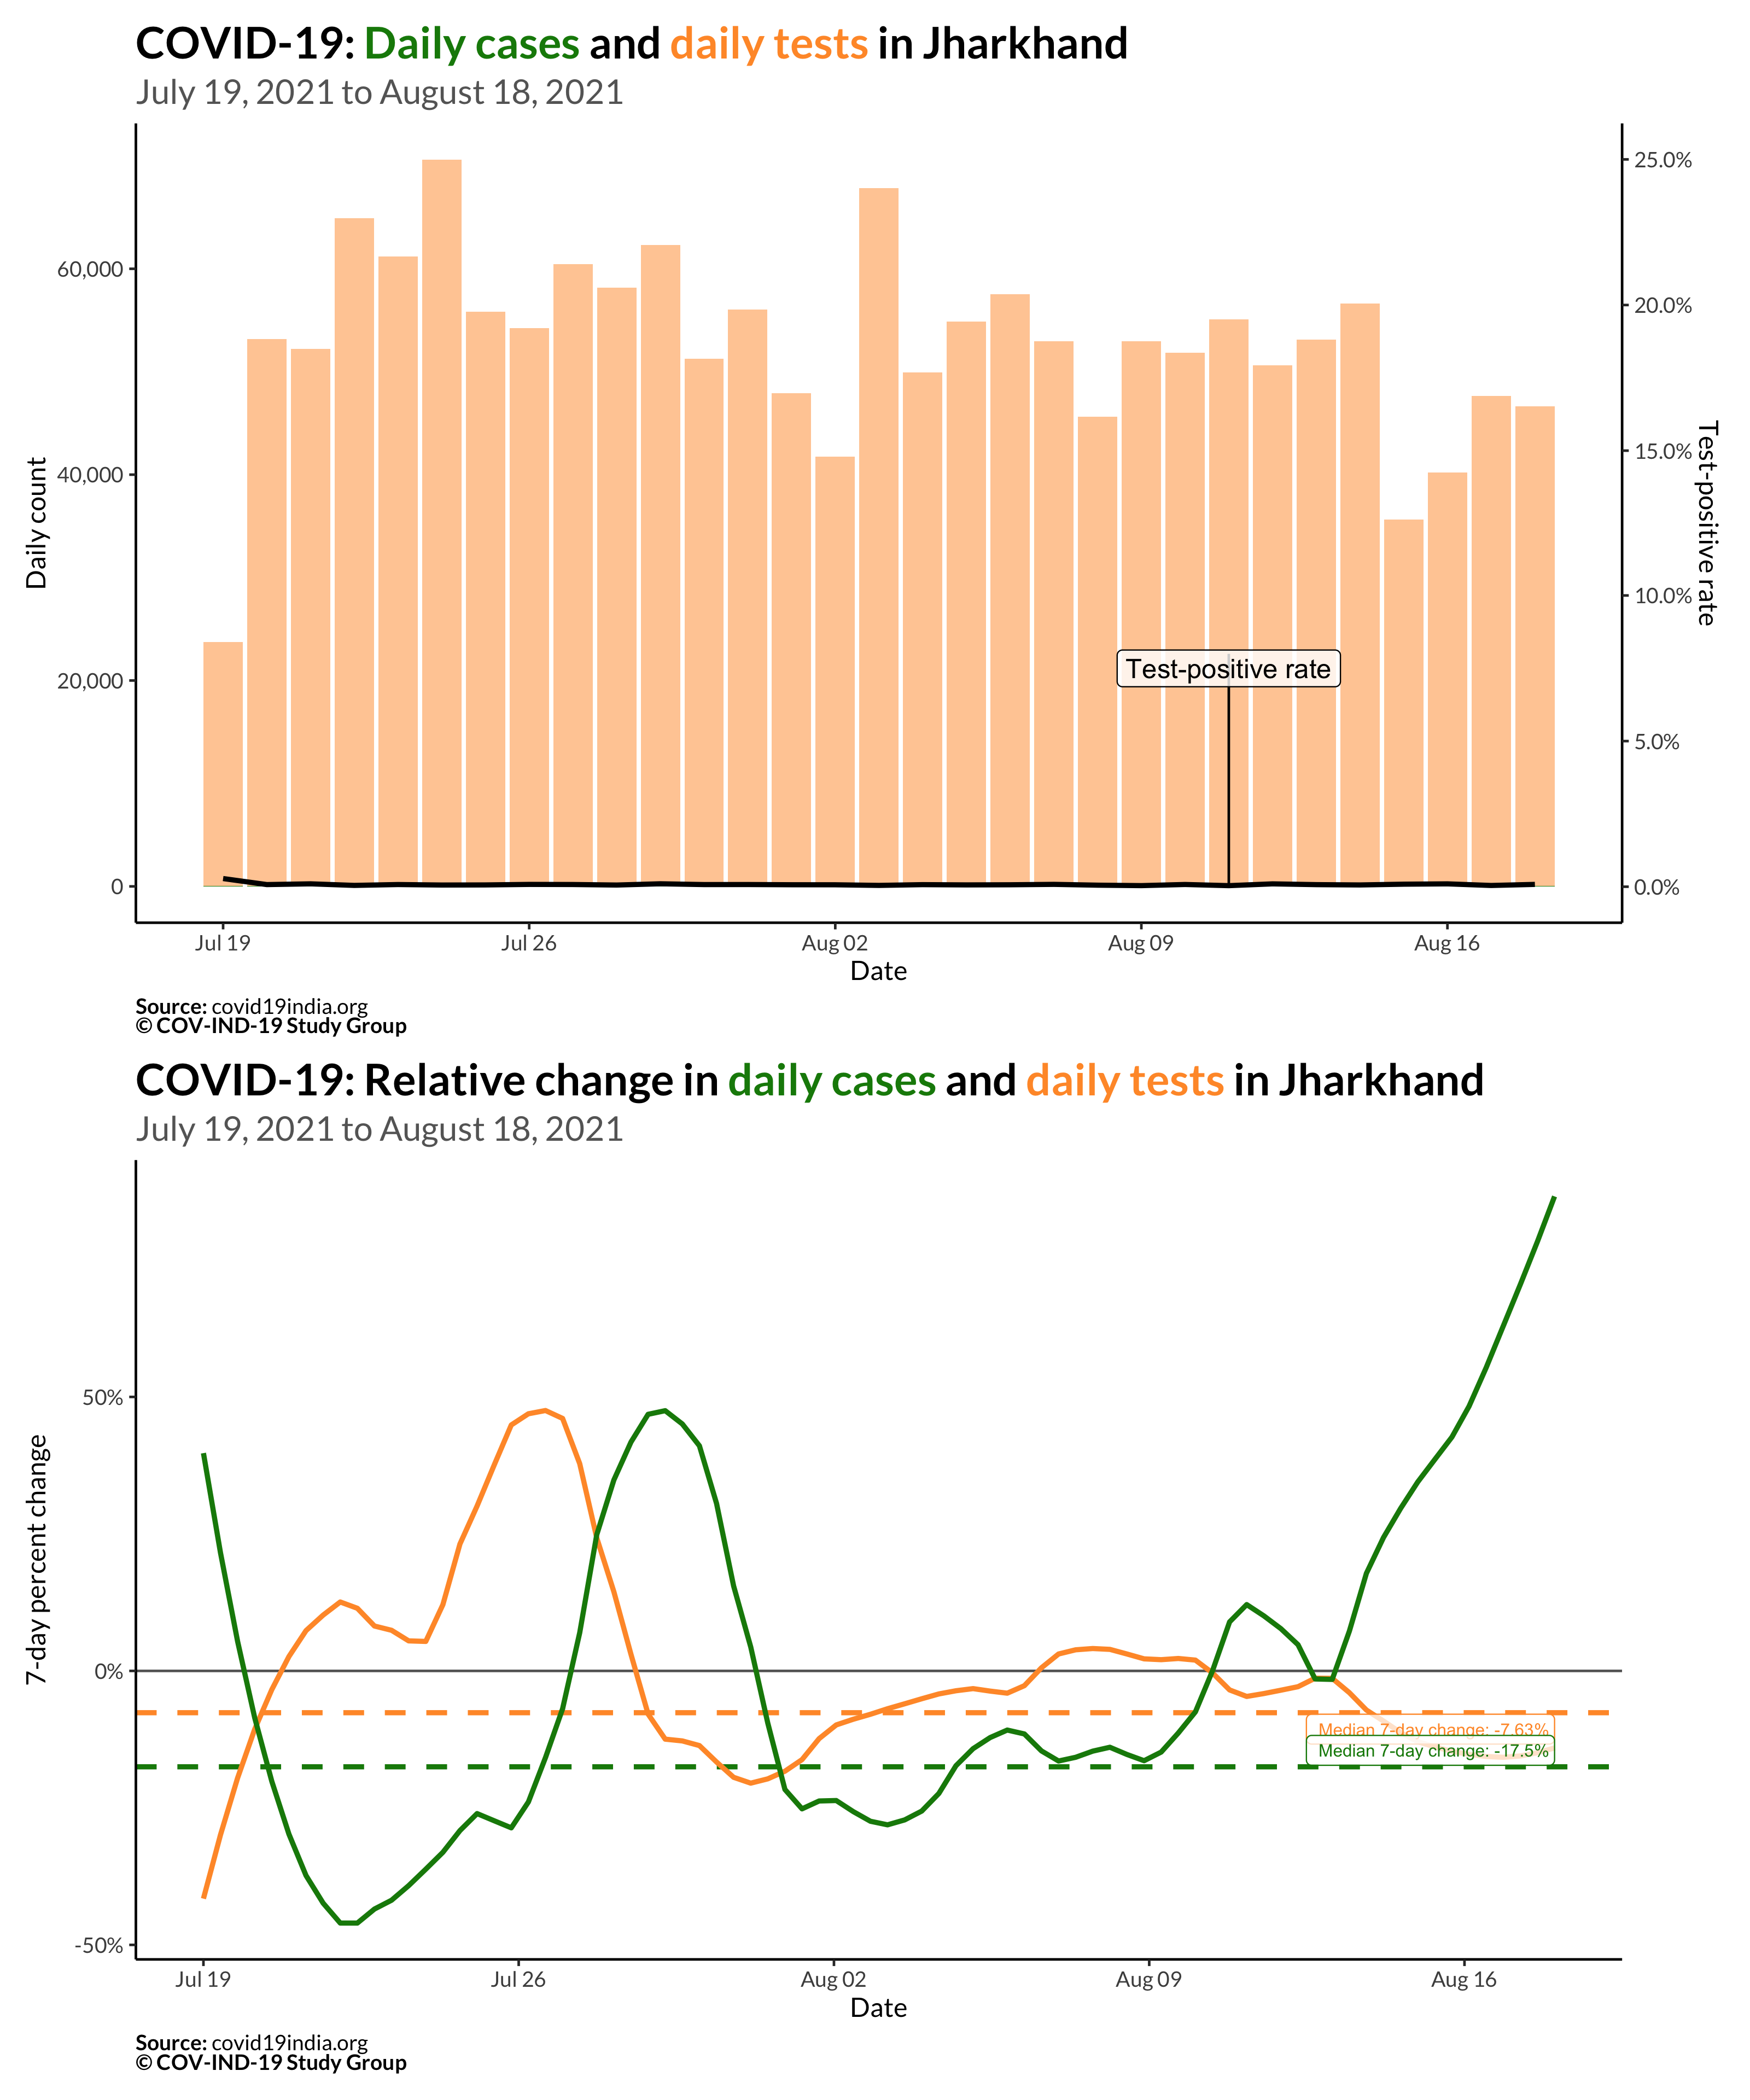 COVID-19: Daily cases and daily tests in Jharkhand
July 19, 2021 to August 18, 2021
60,000
40,000
20,000
0
Daily count
25.0%
20.0%
15.0%
10.0%
5.0%
0.0%
Test-positive rate
Test-positive rate
Jul 19
Jul 26
Aug 02
Aug 09
Aug 16
Date
Source: covid19india.org
© COV-IND-19 Study Group
COVID-19: Relative change in daily cases and daily tests in Jharkhand
July 19, 2021 to August 18, 2021
50%
0%
-50%
7-day percent change
Median 7-day change: -7.63%
Median 7-day change: -17.5%
Jul 19
Jul 26
Aug 02
Aug 09
Aug 16
Date
Source: covid19india.org
© COV-IND-19 Study Group